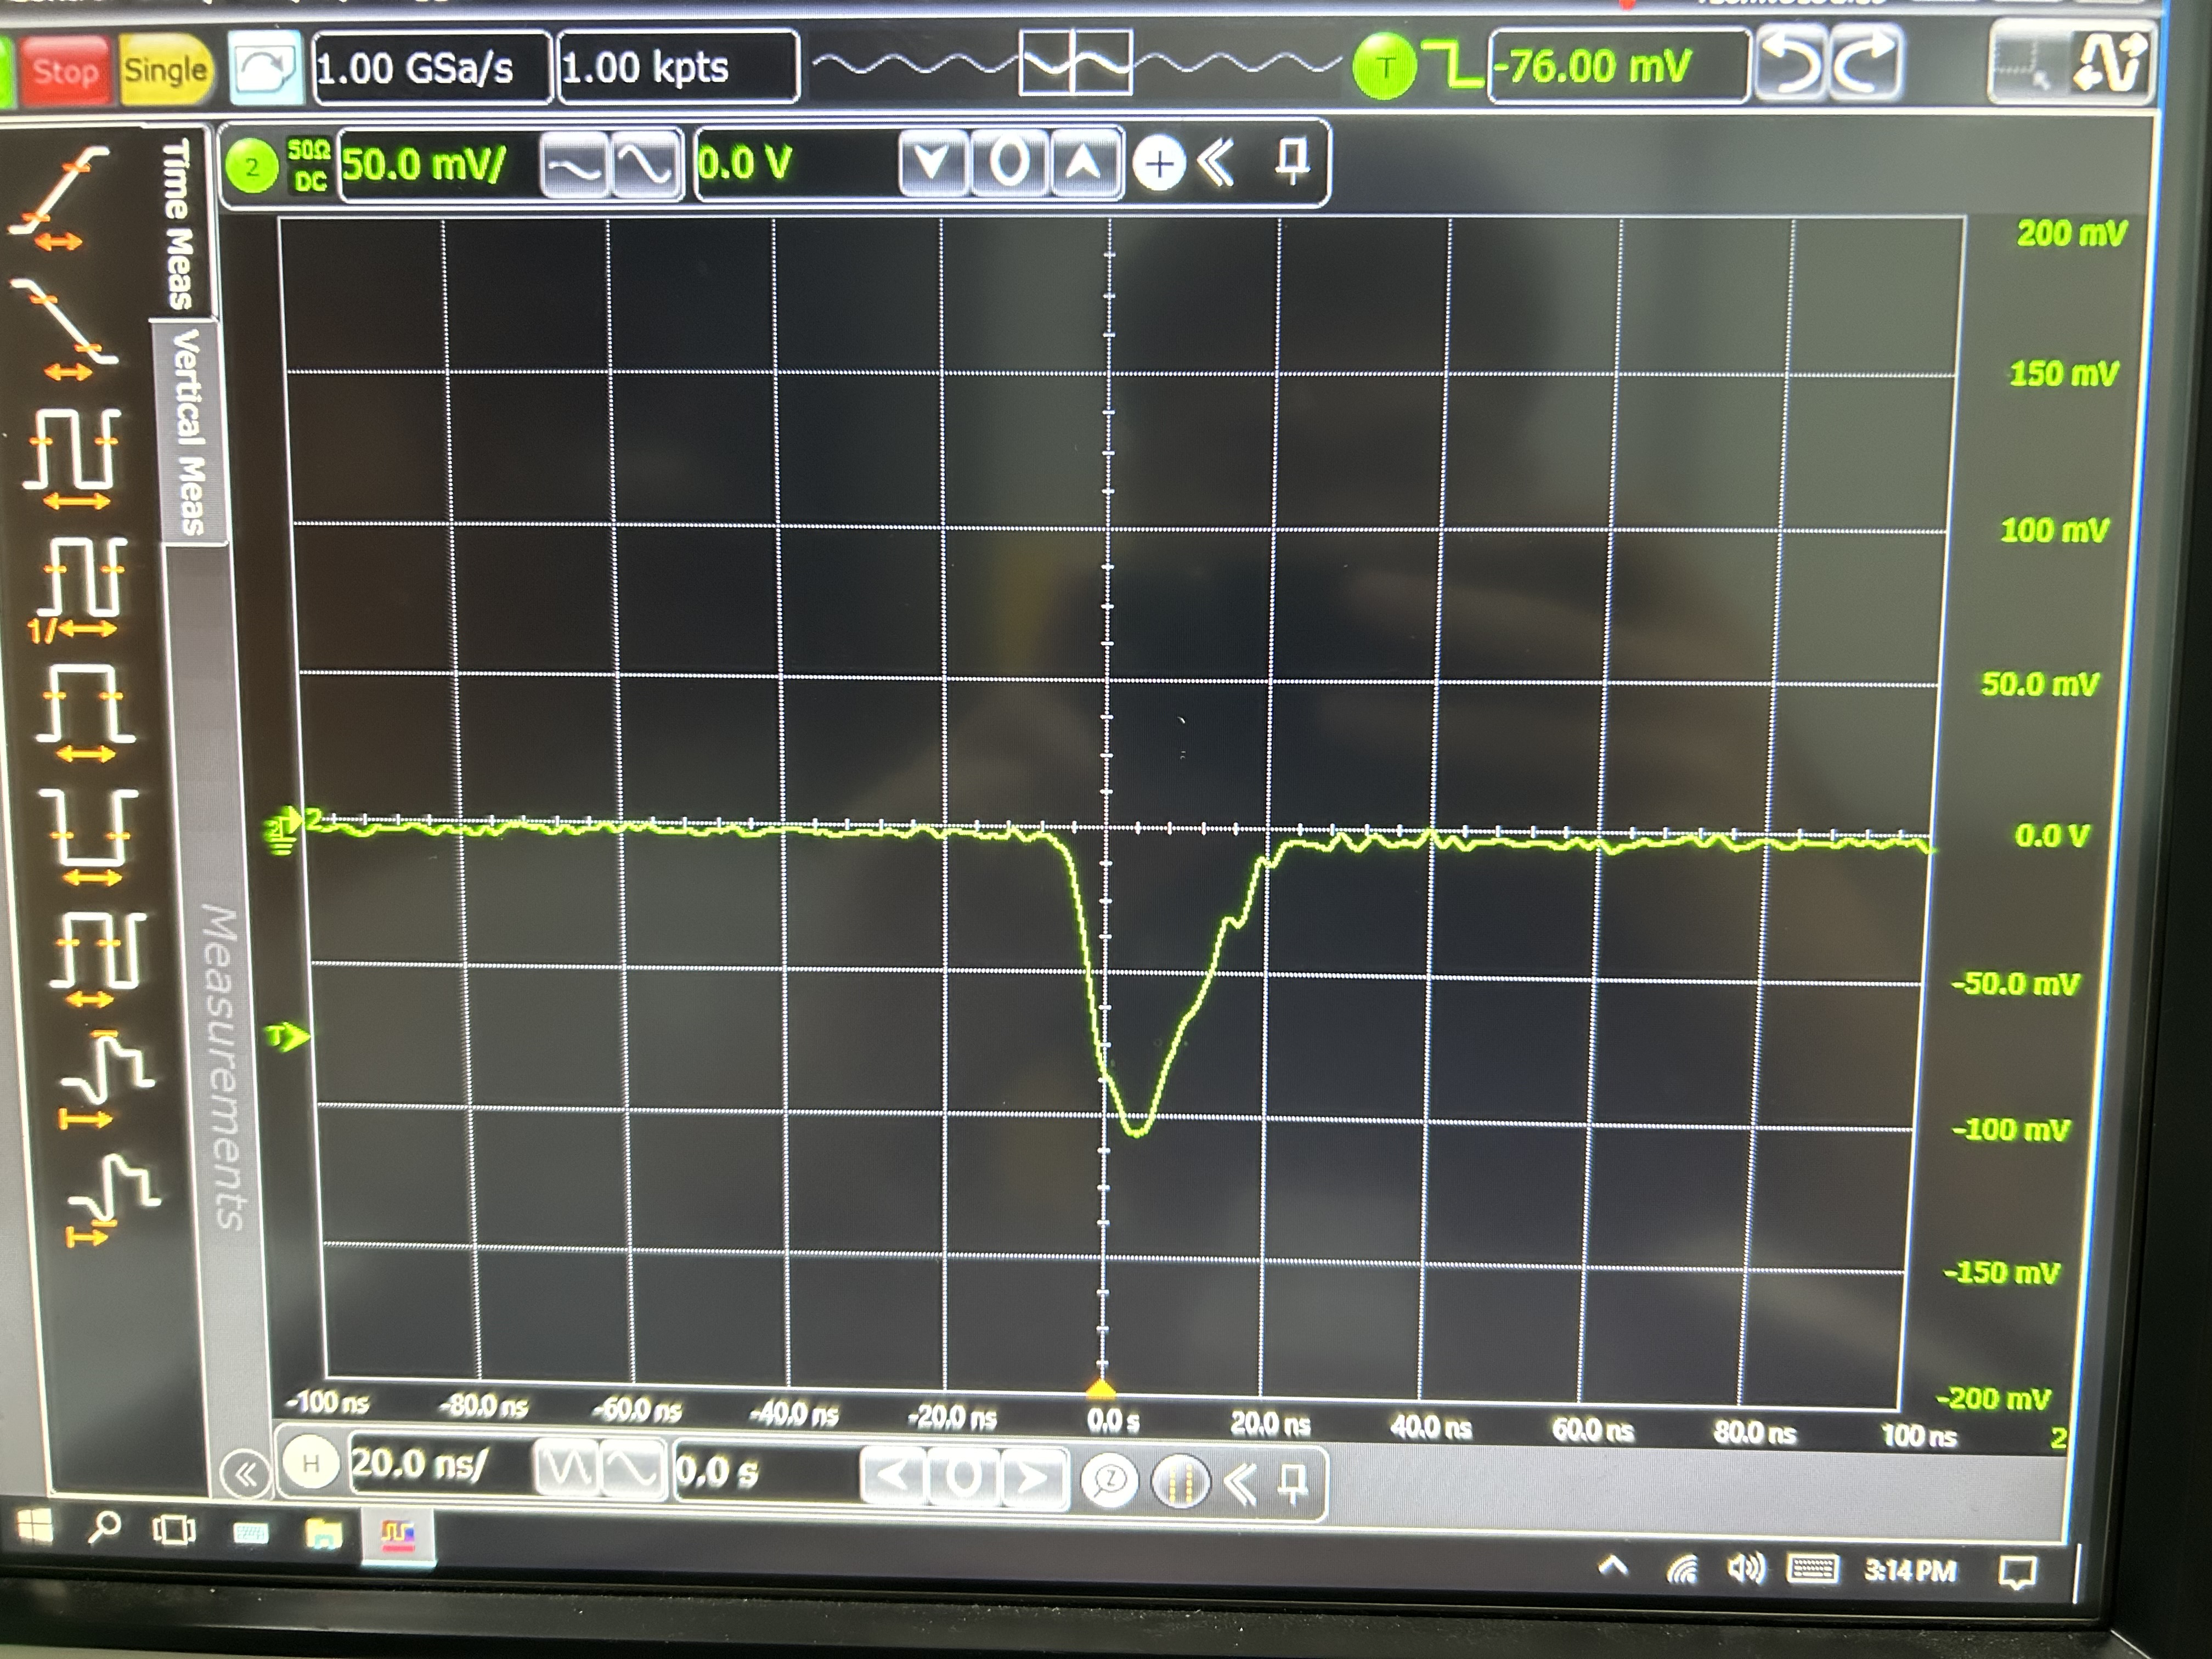 Stop Single 1.00 GSa/s 1.00 kpts T -76.00 mV
2 50Ω DC 50.0 mV/ 0.0 V
Time Meas
Vertical Meas
Measurements
1/
200 mV
150 mV
100 mV
50.0 mV
2 0.0 V
-50.0 mV
T
-100 mV
-150 mV
-200 mV
-100 ns -80.0 ns -60.0 ns -40.0 ns -20.0 ns 0.0 s 20.0 ns 40.0 ns 60.0 ns 80.0 ns 100 ns 2
H 20.0 ns/ 0.0 s Z
3:14 PM